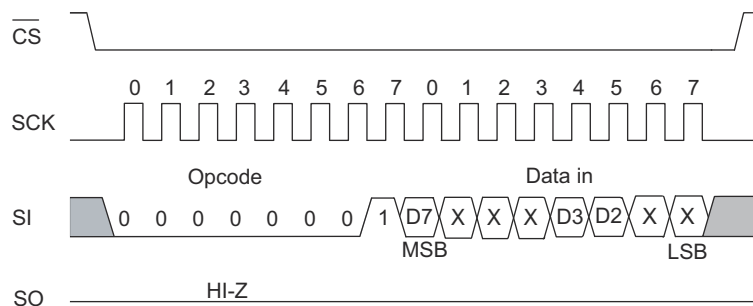 CS
0 1 2 3 4 5 6 7 0 1 2 3 4 5 6 7
SCK
Opcode Data in
SI 0 0 0 0 0 0 0 1 D7 X X X D3 D2 X X
MSB LSB
HI-Z
SO